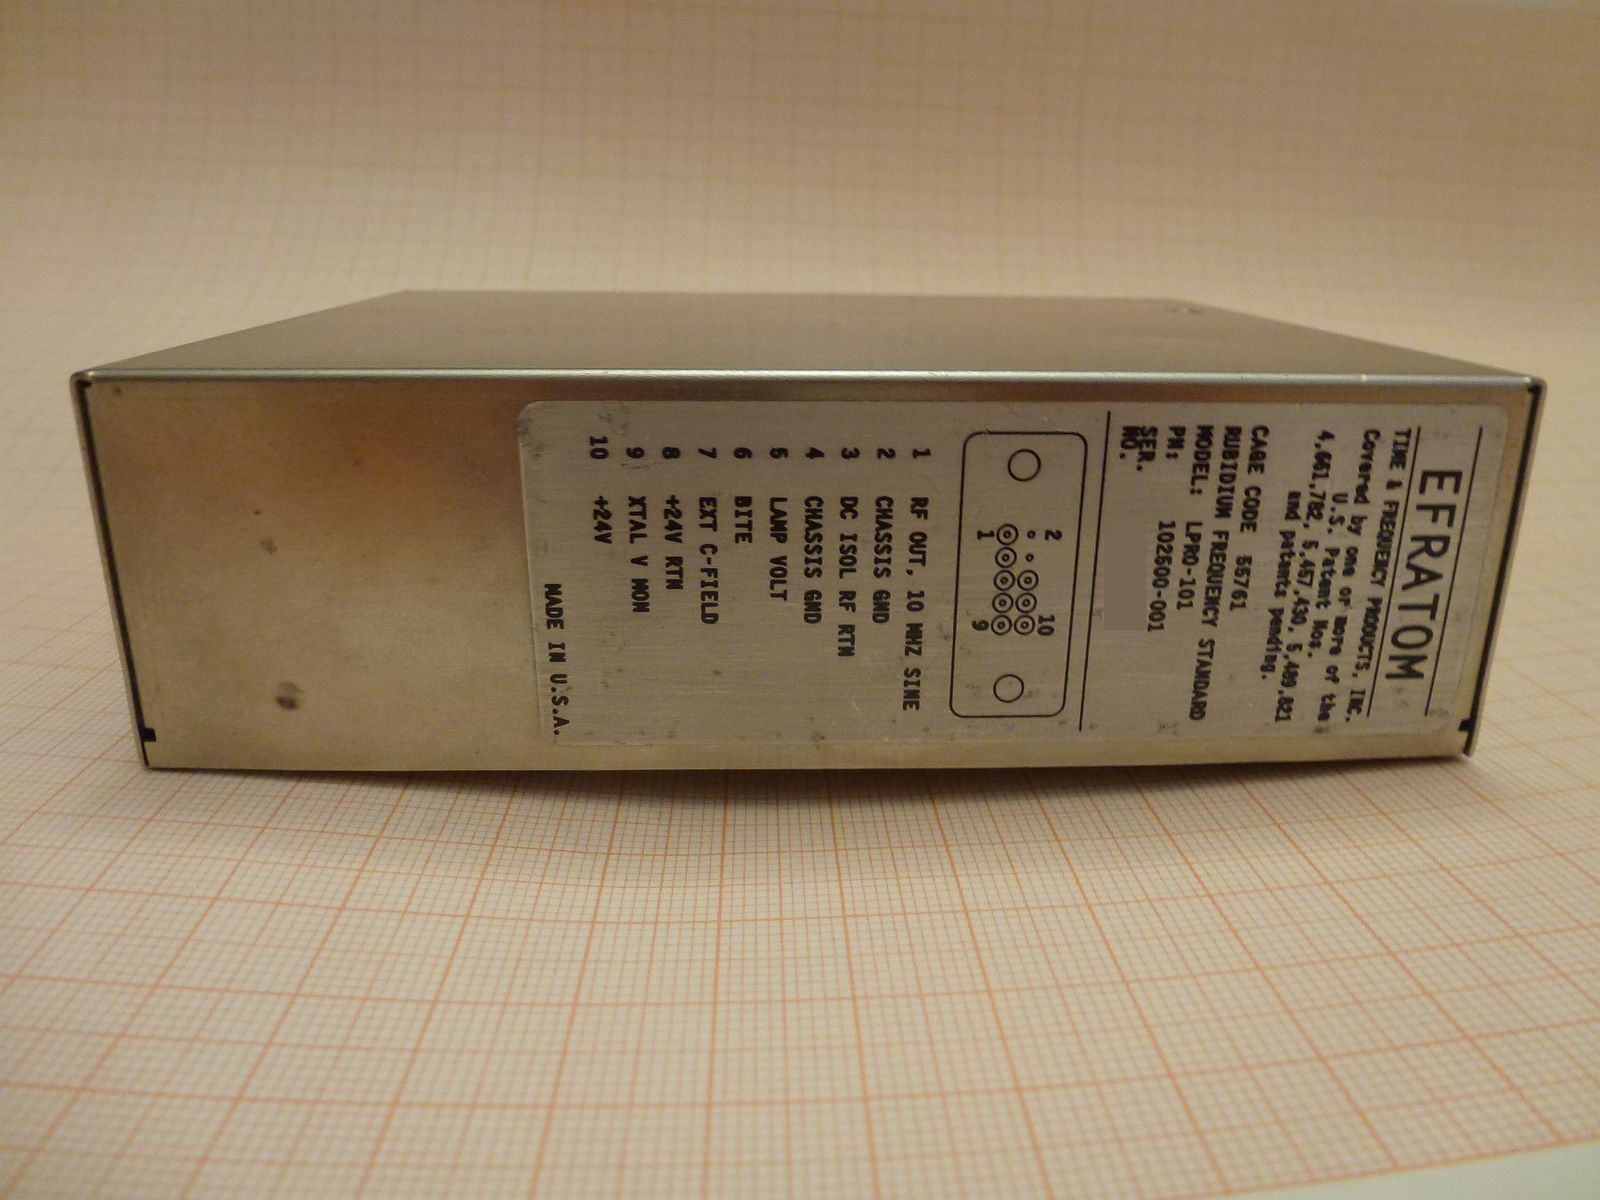 EFRATOM
TIME & FREQUENCY PRODUCTS, INC.
Covered by one or more of the
U.S. Patent Nos.
4,661,782, 5,457,430, 5,489,821
and patents pending.
CAGE CODE 55761
RUBIDIUM FREQUENCY STANDARD
MODEL: LPRO-101
PN: 102500-001
SER.
NO.
2 10
1 9
1 RF OUT, 10 MHZ SINE
2 CHASSIS GND
3 DC ISOL RF RTN
4 CHASSIS GND
5 LAMP VOLT
6 BITE
7 EXT C-FIELD
8 +24V RTN
9 XTAL V MON
10 +24V
MADE IN U.S.A.